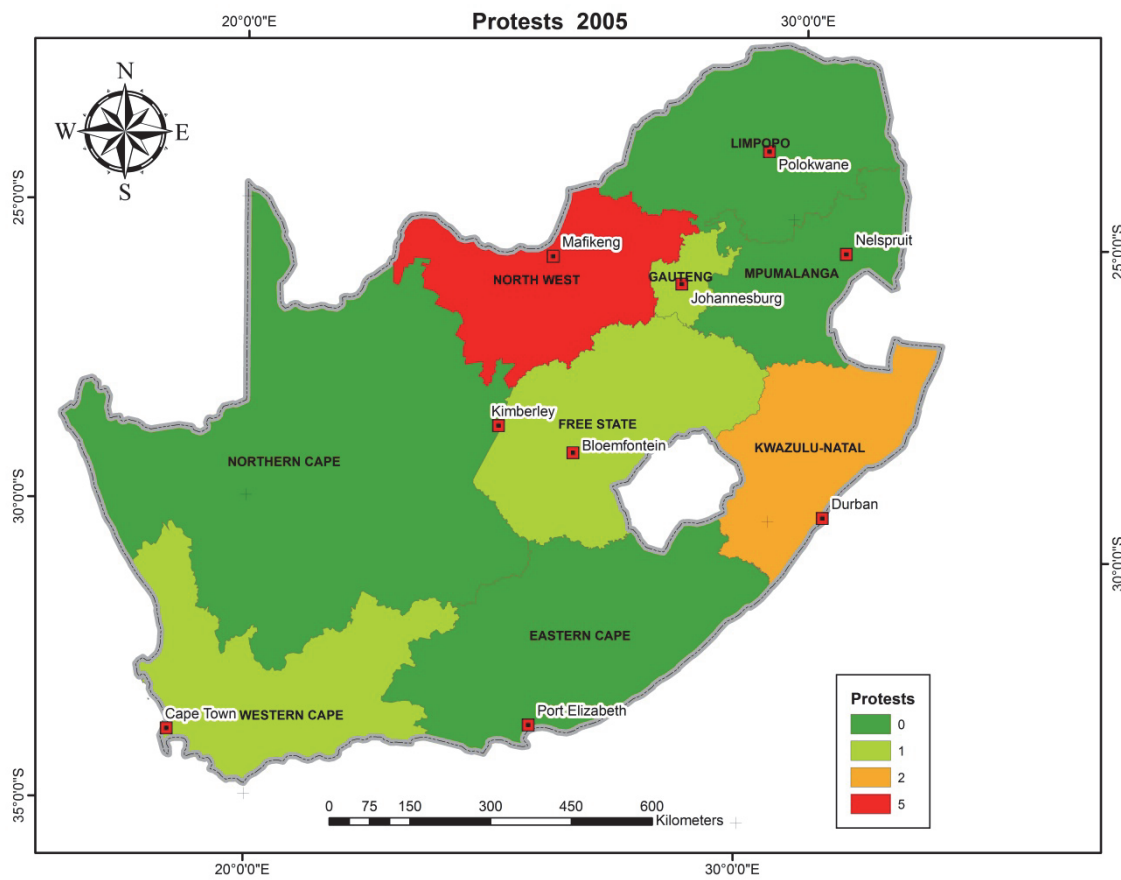 Protests 2005
20°0'0"E
30°0'0"E
N
W
E
S
25°0'0"S
25°0'0"S
30°0'0"S
30°0'0"S
35°0'0"S
LIMPOPO
Polokwane
Nelspruit
Mafikeng
NORTH WEST
GAUTENG
MPUMALANGA
Johannesburg
Kimberley
FREE STATE
Bloemfontein
KWAZULU-NATAL
NORTHERN CAPE
Durban
EASTERN CAPE
Cape Town
WESTERN CAPE
Port Elizabeth
Protests
0
1
2
5
0 75 150 300 450 600
Kilometers
20°0'0"E
30°0'0"E